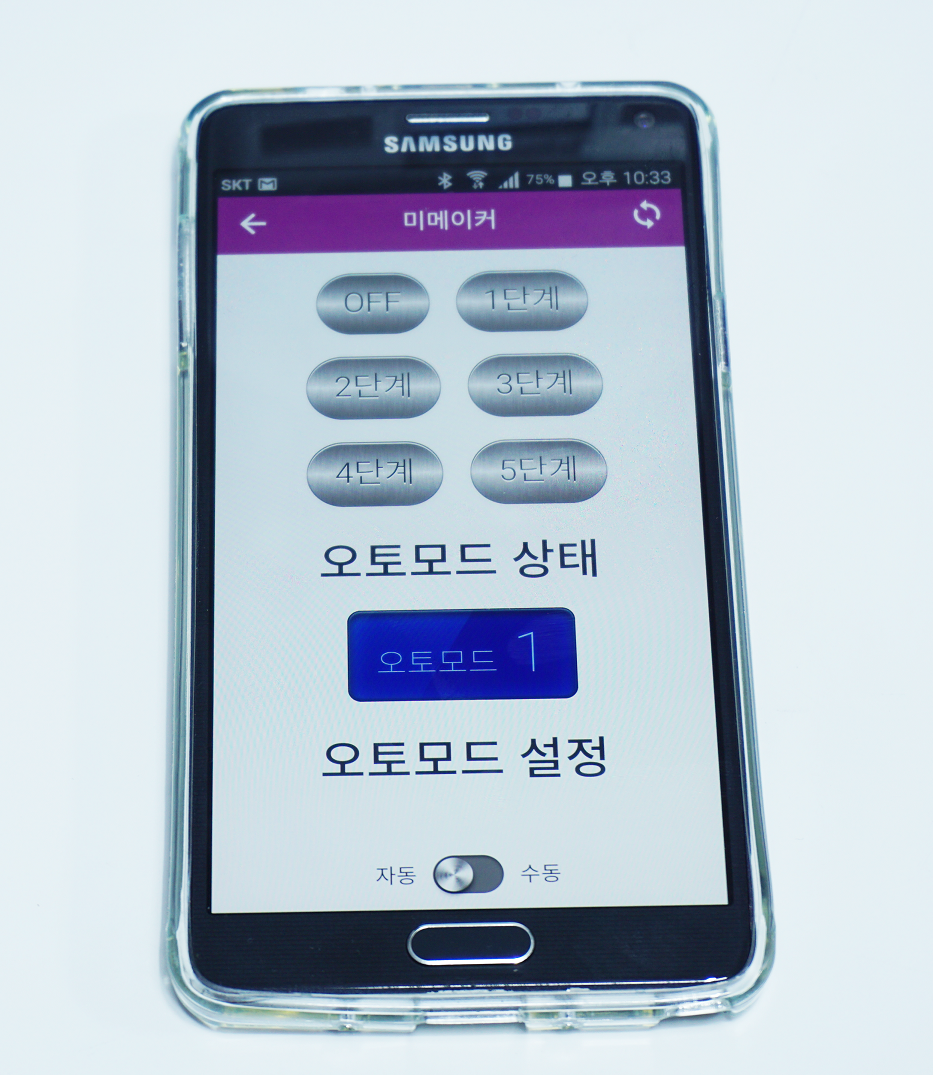 SAMSUNG
SKT 75% 오후 10:33
미메이커
OFF 1단계
2단계 3단계
4단계 5단계
오토모드 상태
오토모드 1
오토모드 설정
자동 수동